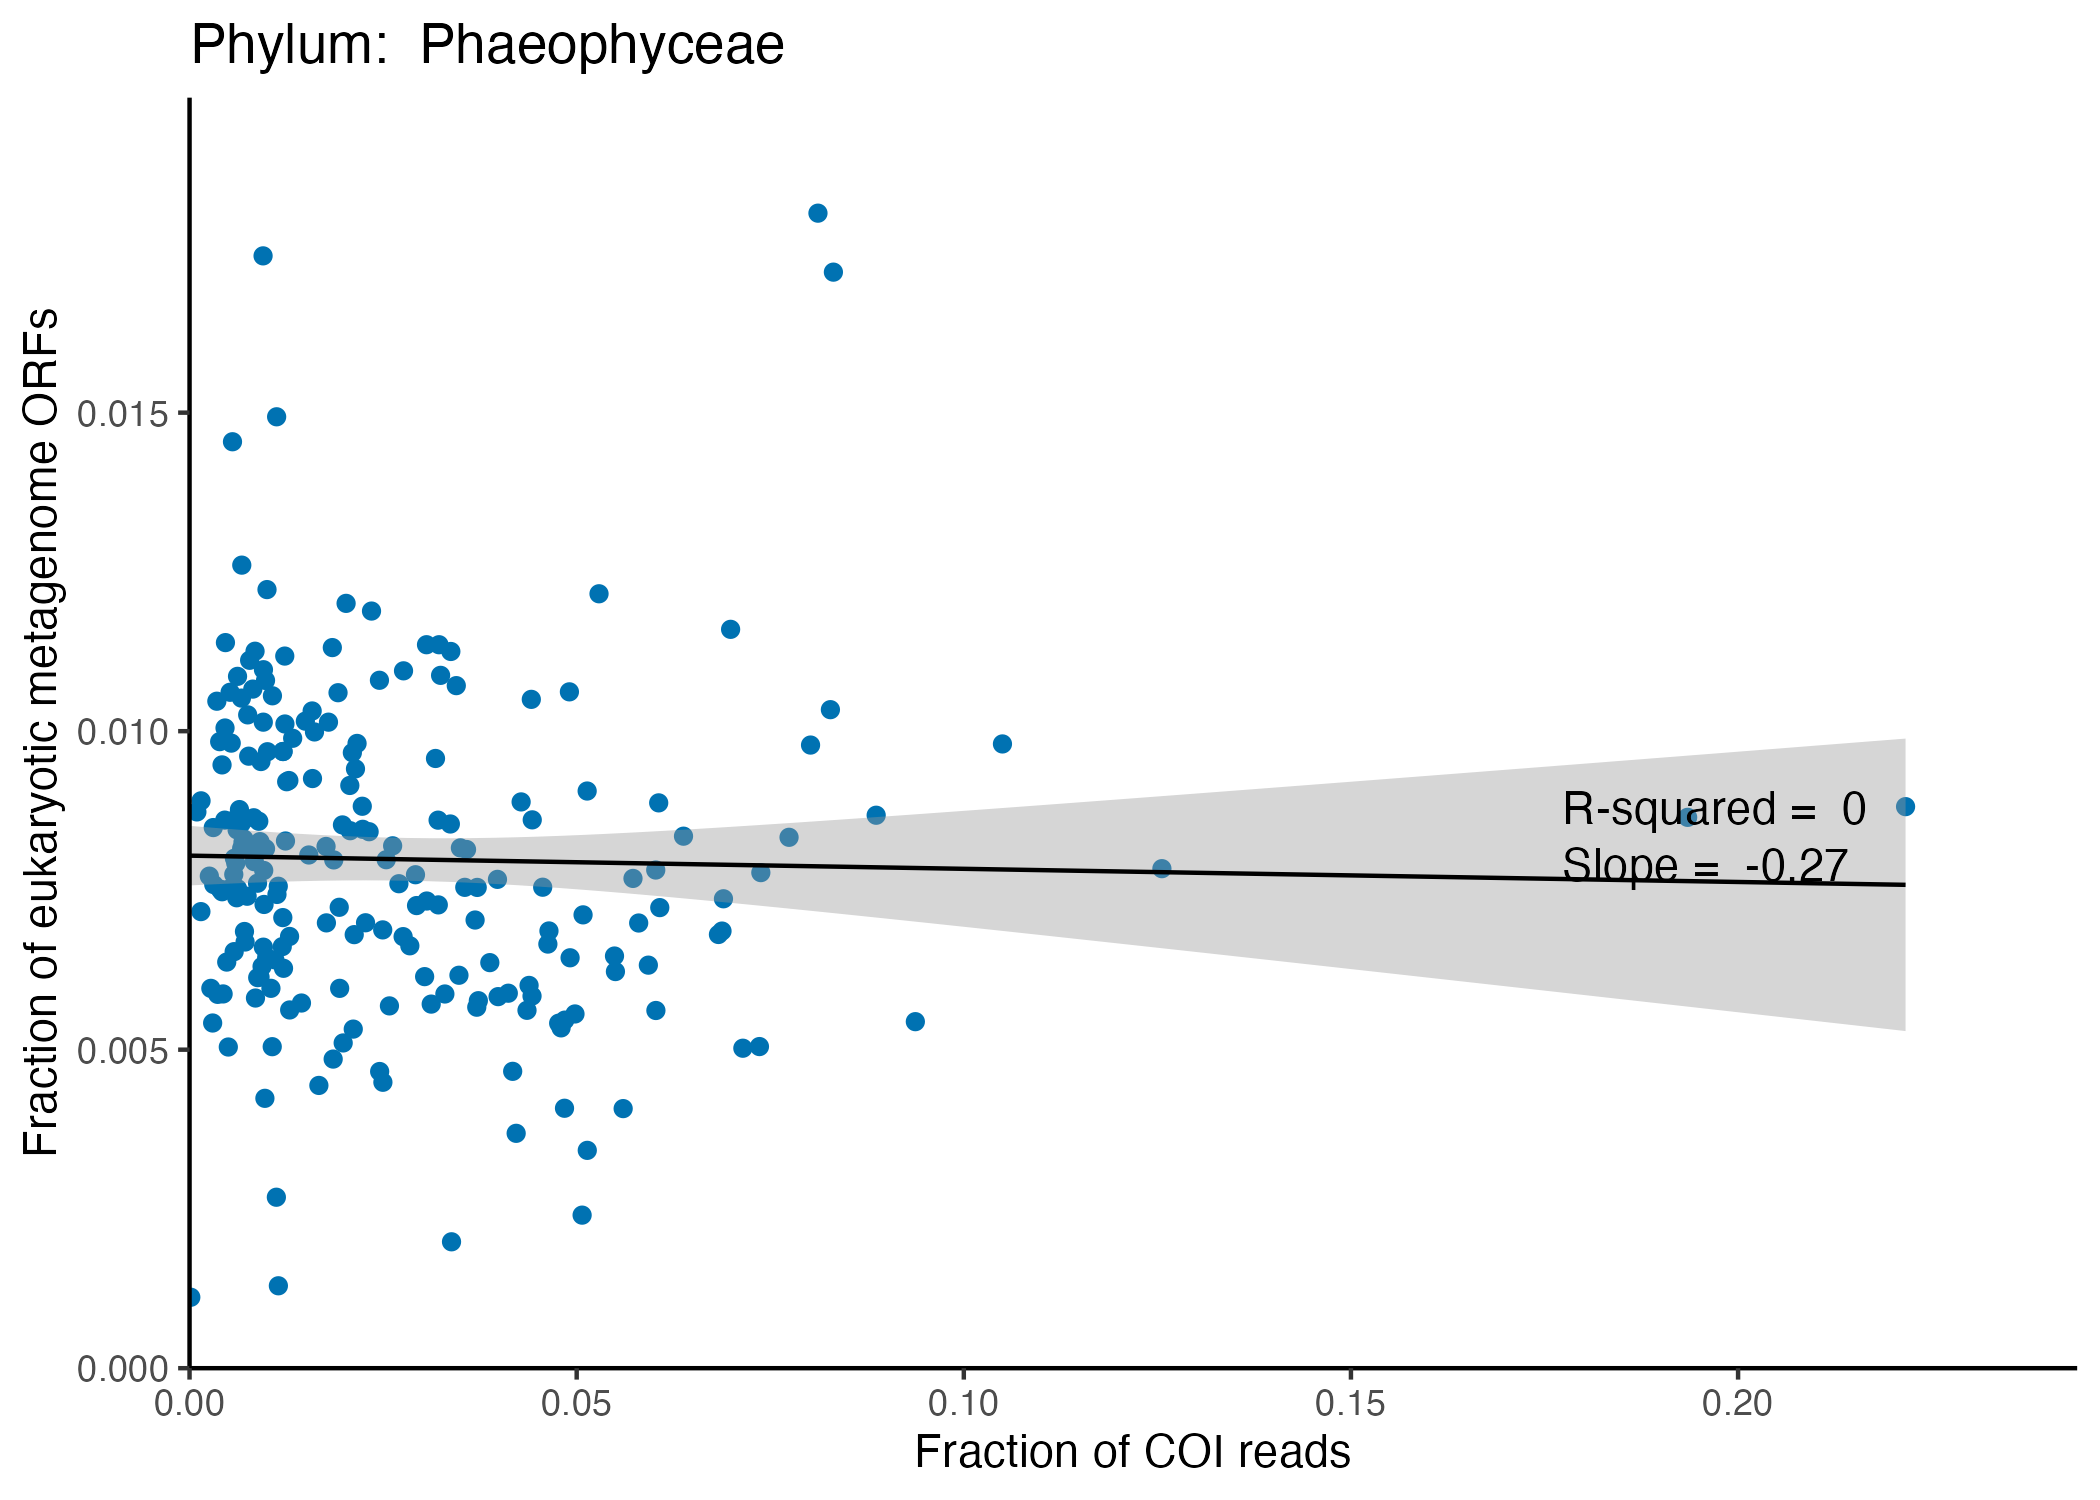 Phylum:  Phaeophyceae
Fraction of eukaryotic metagenome ORFs
0.015
0.010
0.005
0.000
R-squared =  0
Slope =  -0.27
0.00
0.05
0.10
0.15
0.20
Fraction of COI reads